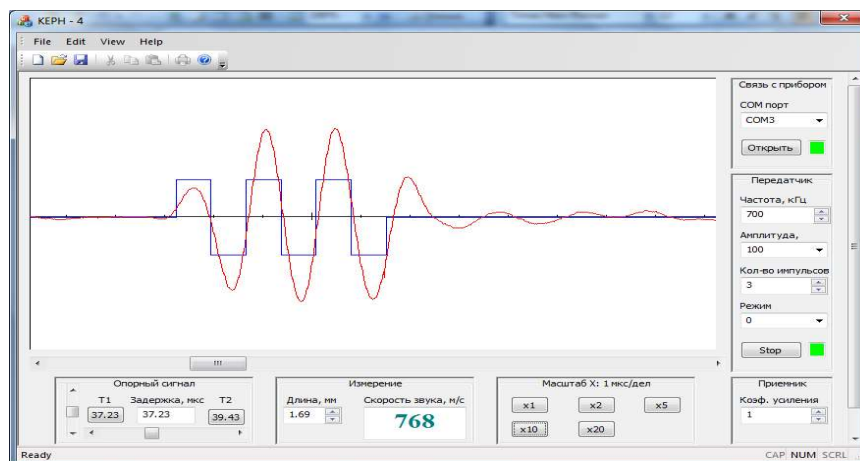 КЕРН - 4
File Edit View Help
Связь с прибором
COM порт
COM3
Открыть
Передатчик
Частота, кГц
700
Амплитуда,
100
Кол-во импульсов
3
Режим
0
Stop
Опорный сигнал
T1 Задержка, мкс T2
37.23 37.23 39.43
Измерение
Длина, мм Скорость звука, м/с
1.69 768
Масштаб X: 1 мкс/дел
x1 x2 x5
x10 x20
Приемник
Коэф. усиления
1
Ready CAP NUM SCRL